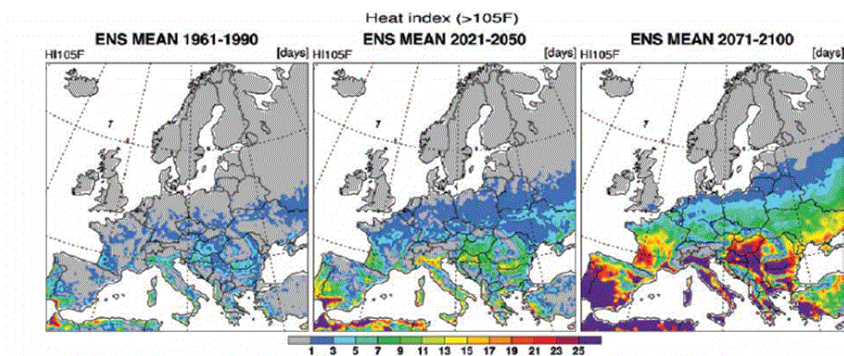 Heat index (>105F)
ENS MEAN 1961-1990
HI105F [days]
ENS MEAN 2021-2050
HI105F [days]
ENS MEAN 2071-2100
HI105F [days]
1 3 5 7 9 11 13 15 17 19 21 23 25